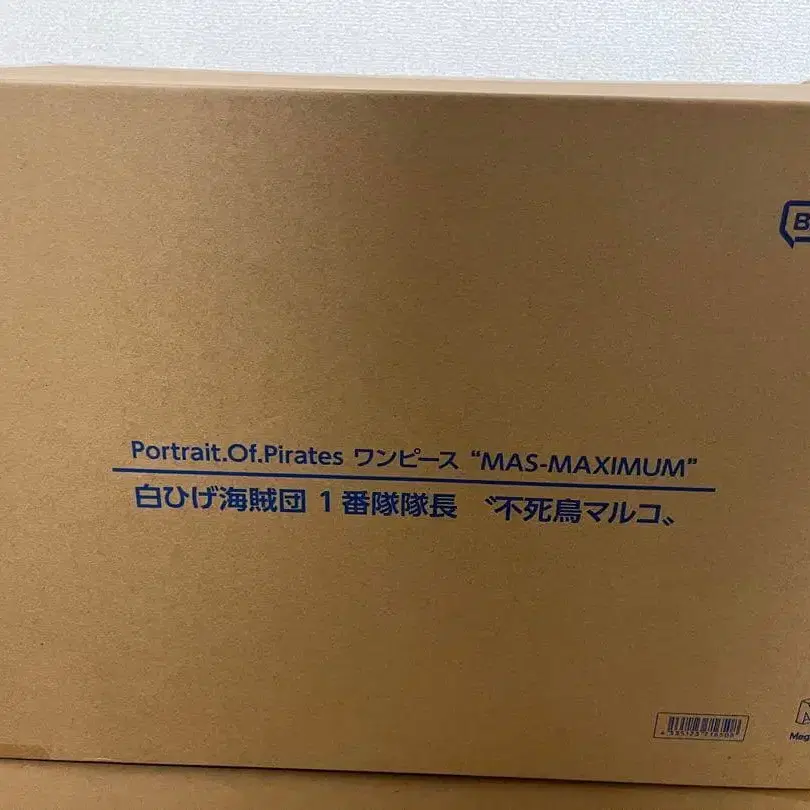 B
Portrait.Of.Pirates ワンピース “MAS-MAXIMUM”
白ひげ海賊団 1番隊隊長 〝不死鳥マルコ〟
Meg